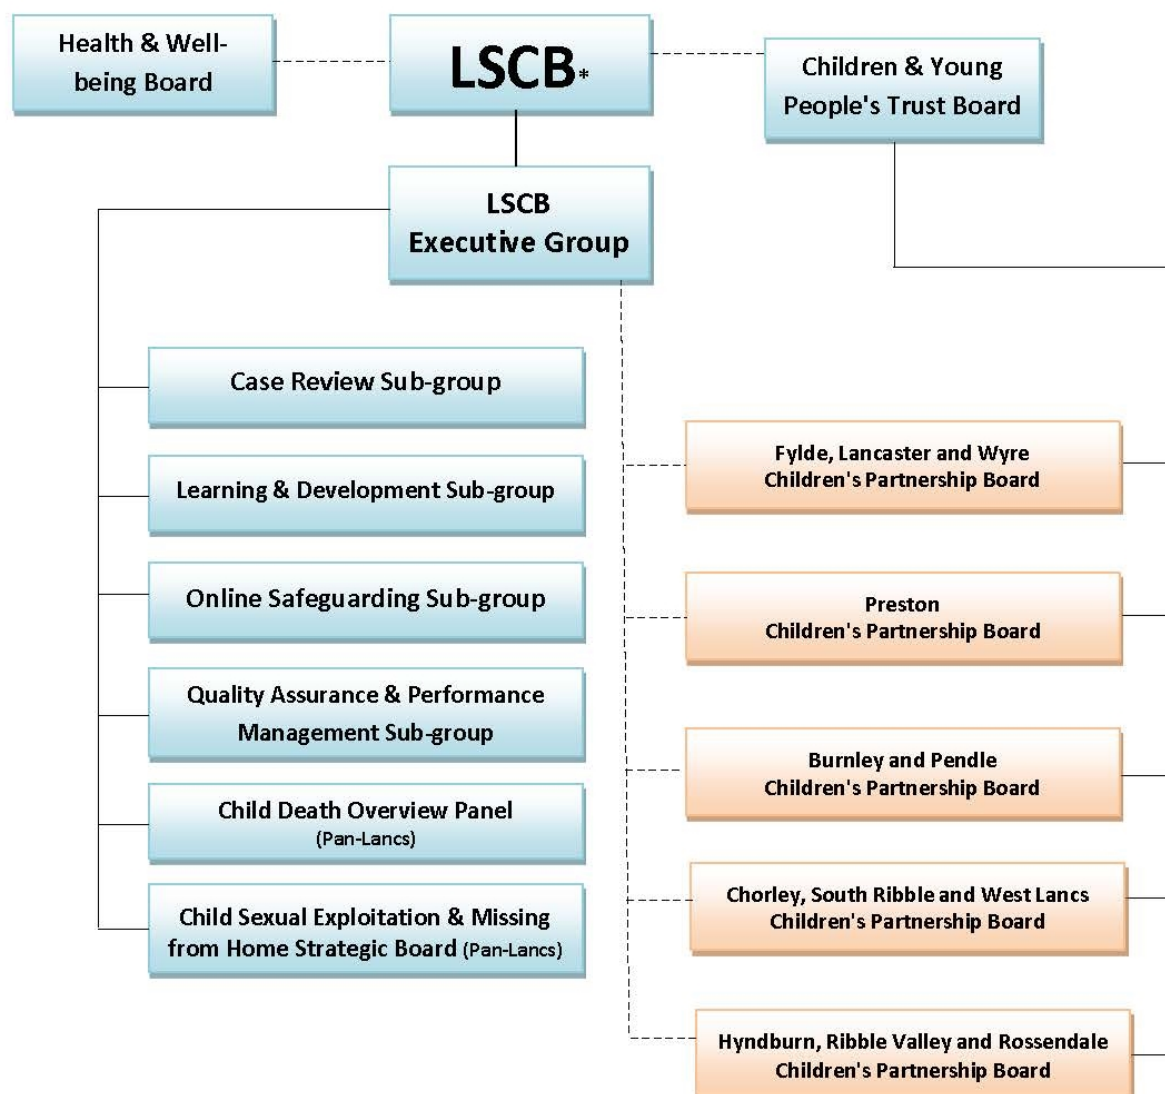 Health & Well-
being Board
LSCB*
Children & Young
People's Trust Board
LSCB
Executive Group
Case Review Sub-group
Learning & Development Sub-group
Online Safeguarding Sub-group
Quality Assurance & Performance
Management Sub-group
Child Death Overview Panel
(Pan-Lancs)
Child Sexual Exploitation & Missing
from Home Strategic Board (Pan-Lancs)
Fylde, Lancaster and Wyre
Children's Partnership Board
Preston
Children's Partnership Board
Burnley and Pendle
Children's Partnership Board
Chorley, South Ribble and West Lancs
Children's Partnership Board
Hyndburn, Ribble Valley and Rossendale
Children's Partnership Board